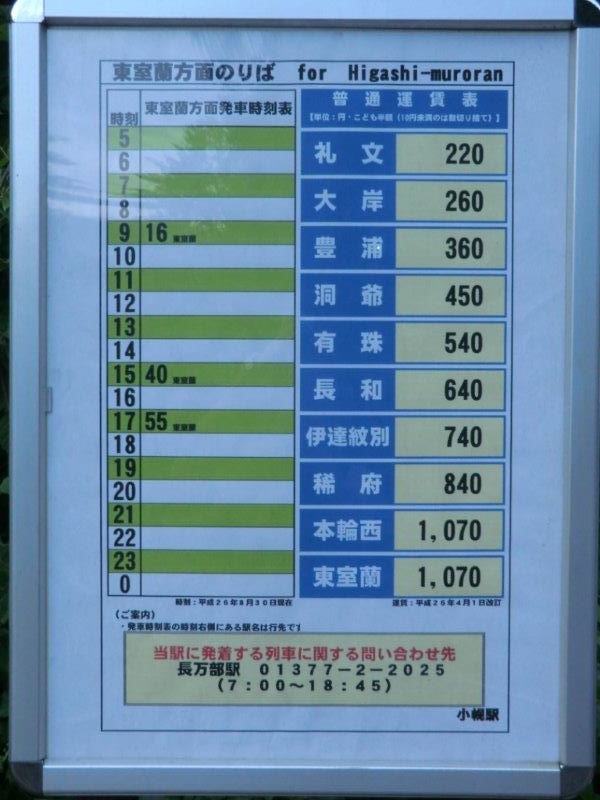 東室蘭方面のりば for Higashi-muroran
時刻 東室蘭方面発車時刻表
5
6
7
8
9 16 東室蘭
10
11
12
13
14
15 40 東室蘭
16
17 55 東室蘭
18
19
20
21
22
23
0
時刻:平成26年8月30日現在
普通運賃表
【単位:円・こども半額(10円未満のは数切り捨て)】
礼文 220
大岸 260
豊浦 360
洞爺 450
有珠 540
長和 640
伊達紋別 740
稀府 840
本輪西 1,070
東室蘭 1,070
運賃:平成26年4月1日改訂
(ご案内)
・発車時刻表の時刻右側にある駅名は行先です
当駅に発着する列車に関する問い合わせ先
長万部駅 01377-2-2025
(7:00~18:45)
小幌駅